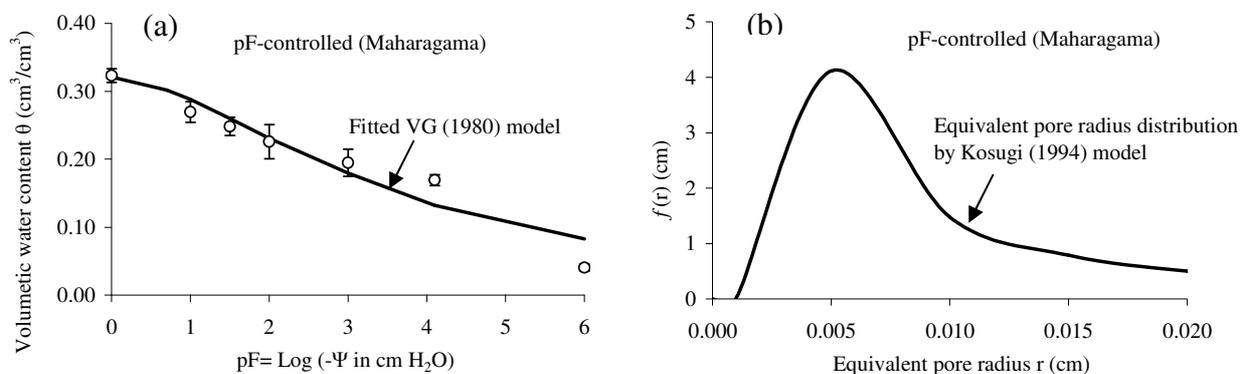 (a)
pF-controlled (Maharagama)
0.40
0.30
0.20
0.10
0.00
Volumetic water content θ (cm³/cm³)
Fitted VG (1980) model
0 1 2 3 4 5 6
pF= Log (-Ψ in cm H₂O)
(b)
pF-controlled (Maharagama)
5
4
3
2
1
0
f(r) (cm)
Equivalent pore radius distribution
by Kosugi (1994) model
0.000 0.005 0.010 0.015 0.020
Equivalent pore radius r (cm)